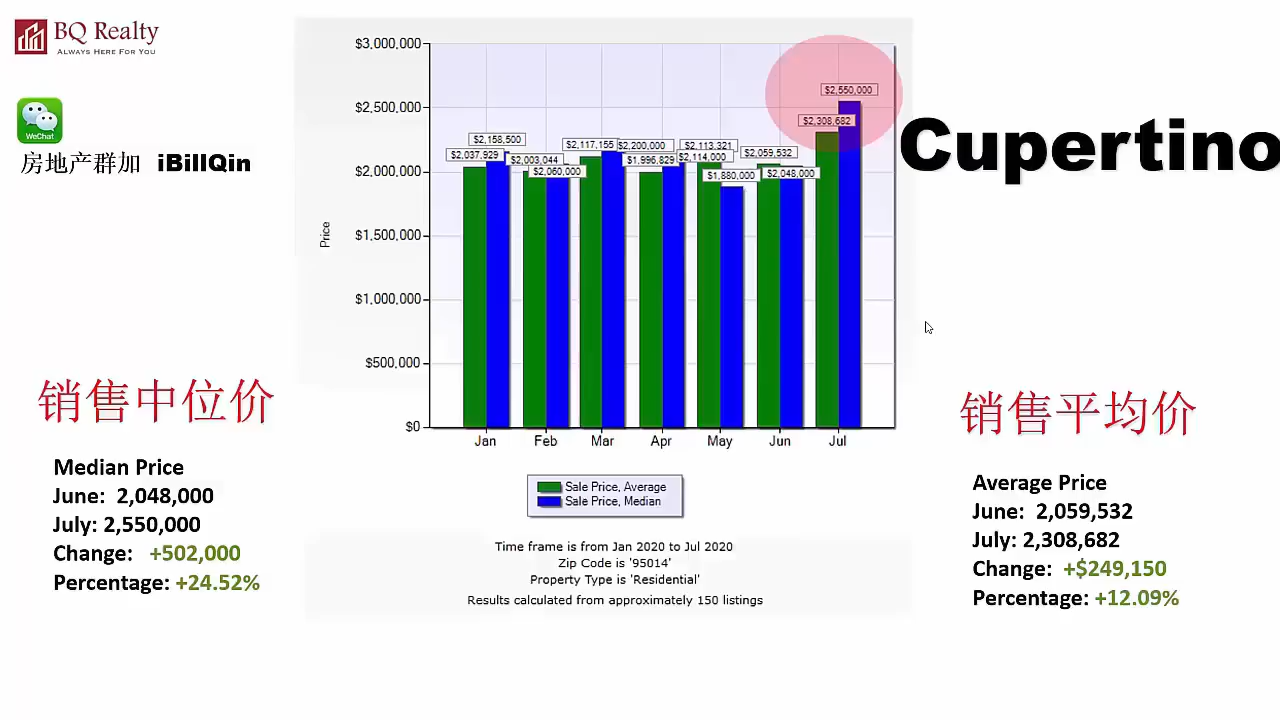 BQ Realty
ALWAYS HERE FOR YOU
WeChat
房地产群加 iBillQin
Cupertino
Price
$3,000,000
$2,500,000
$2,000,000
$1,500,000
$1,000,000
$500,000
$0
$2,037,929
$2,158,500
$2,003,044
$2,060,000
$2,117,155
$2,200,000
$1,996,829
$2,114,000
$2,113,321
$1,880,000
$2,059,532
$2,048,000
$2,308,682
$2,550,000
Jan Feb Mar Apr May Jun Jul
Sale Price, Average
Sale Price, Median
Time frame is from Jan 2020 to Jul 2020
Zip Code is '95014'
Property Type is 'Residential'
Results calculated from approximately 150 listings
销售中位价
Median Price
June: 2,048,000
July: 2,550,000
Change: +502,000
Percentage: +24.52%
销售平均价
Average Price
June: 2,059,532
July: 2,308,682
Change: +$249,150
Percentage: +12.09%